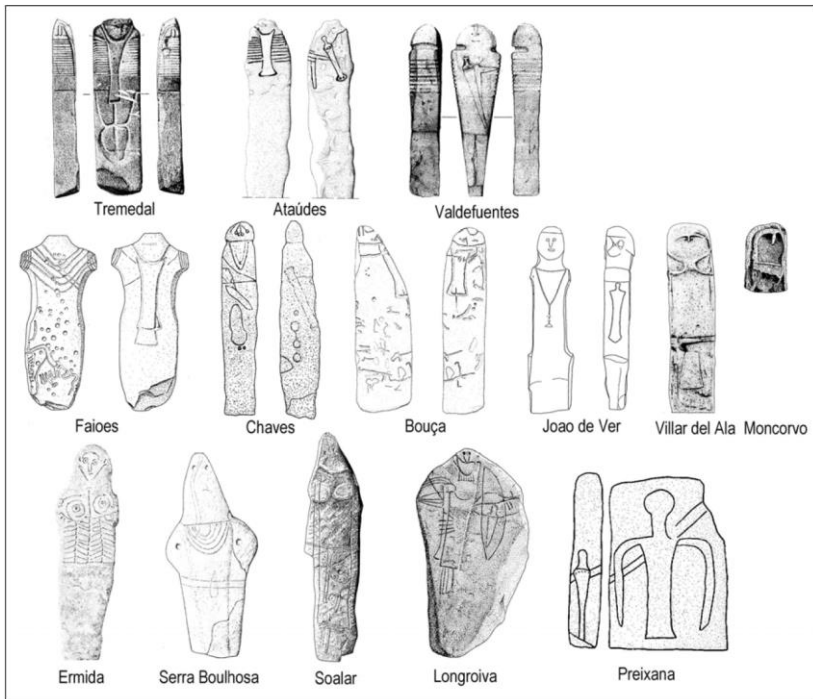 Tremedal Ataúdes Valdefuentes
Faioes Chaves Bouça Joao de Ver Villar del Ala Moncorvo
Ermida Serra Boulhosa Soalar Longroiva Preixana